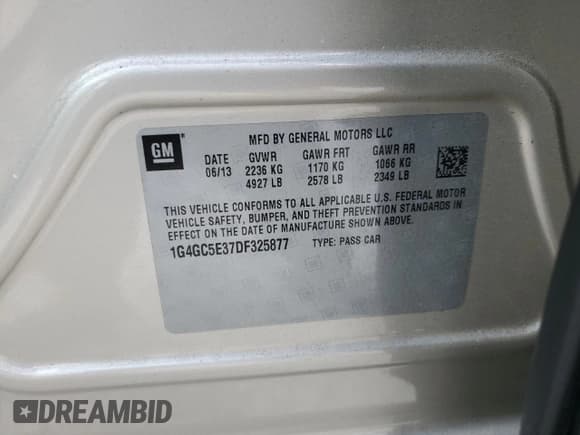 GM
MFD BY GENERAL MOTORS LLC
DATE GVWR GAWR FRT GAWR RR
06/13 2236 KG 1170 KG 1066 KG
4927 LB 2578 LB 2349 LB
THIS VEHICLE CONFORMS TO ALL APPLICABLE U.S. FEDERAL MOTOR
VEHICLE SAFETY, BUMPER, AND THEFT PREVENTION STANDARDS IN
EFFECT ON THE DATE OF MANUFACTURE SHOWN ABOVE.
1G4GC5E37DF325877 TYPE: PASS CAR
DREAMBID